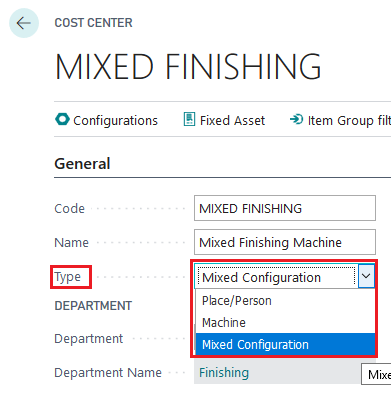 COST CENTER
MIXED FINISHING
Configurations Fixed Asset Item Group filt
General
Code MIXED FINISHING
Name Mixed Finishing Machine
Type Mixed Configuration
Place/Person
DEPARTMENT
Machine
Department Mixed Configuration
Department Name Finishing
Mixe